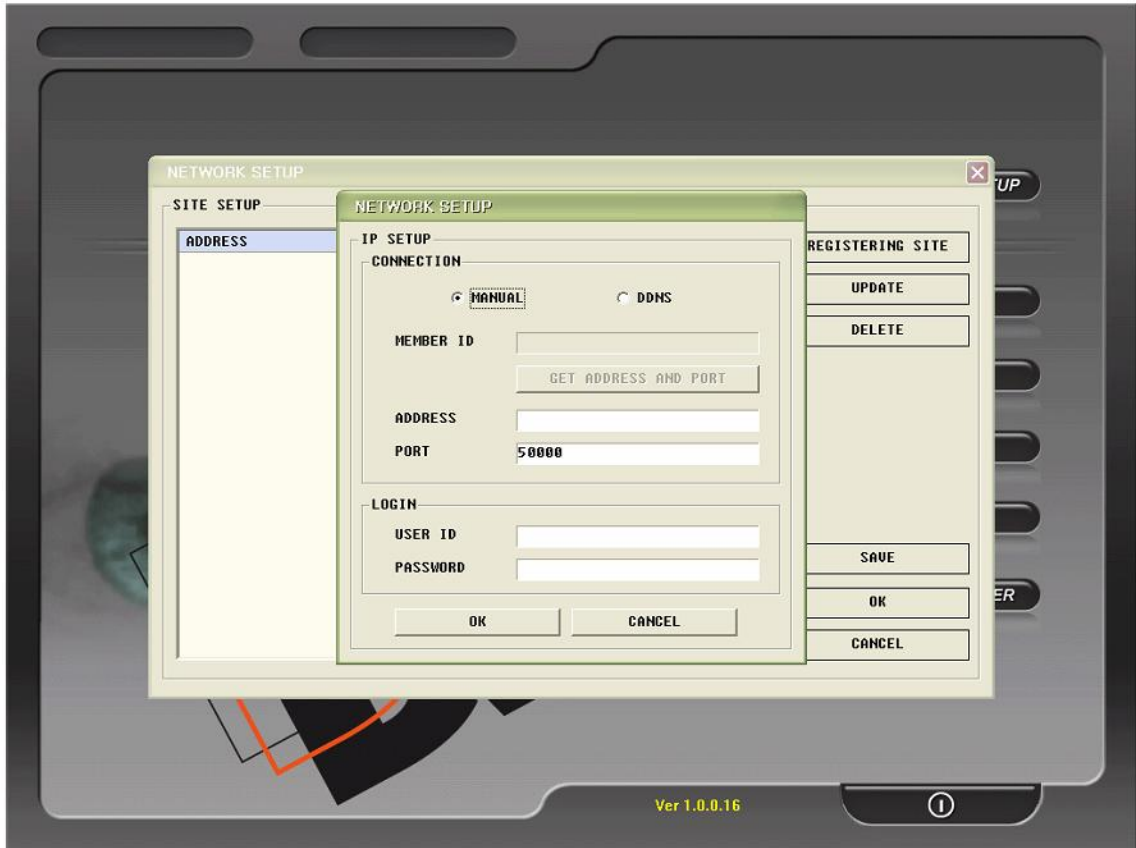 NETWORK SETUP
UP
SITE SETUP
NETWORK SETUP
ADDRESS
IP SETUP
REGISTERING SITE
CONNECTION
UPDATE
MANUAL
DDNS
DELETE
MEMBER ID
GET ADDRESS AND PORT
ADDRESS
PORT
50000
LOGIN
USER ID
SAVE
PASSWORD
ER
OK
OK
CANCEL
CANCEL
Ver 1.0.0.16